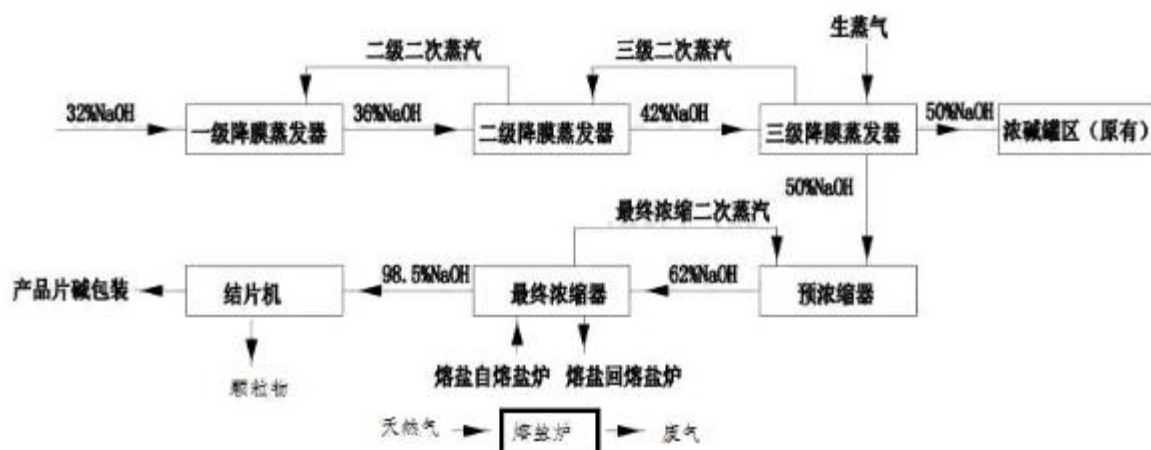 生蒸气
二级二次蒸汽
三级二次蒸汽
32%NaOH
一级降膜蒸发器
36%NaOH
二级降膜蒸发器
42%NaOH
三级降膜蒸发器
50%NaOH
浓碱罐区（原有）
50%NaOH
最终浓缩二次蒸汽
产品片碱包装
结片机
98.5%NaOH
最终浓缩器
62%NaOH
预浓缩器
颗粒物
熔盐自熔盐炉
熔盐回熔盐炉
天然气
熔盐炉
废气